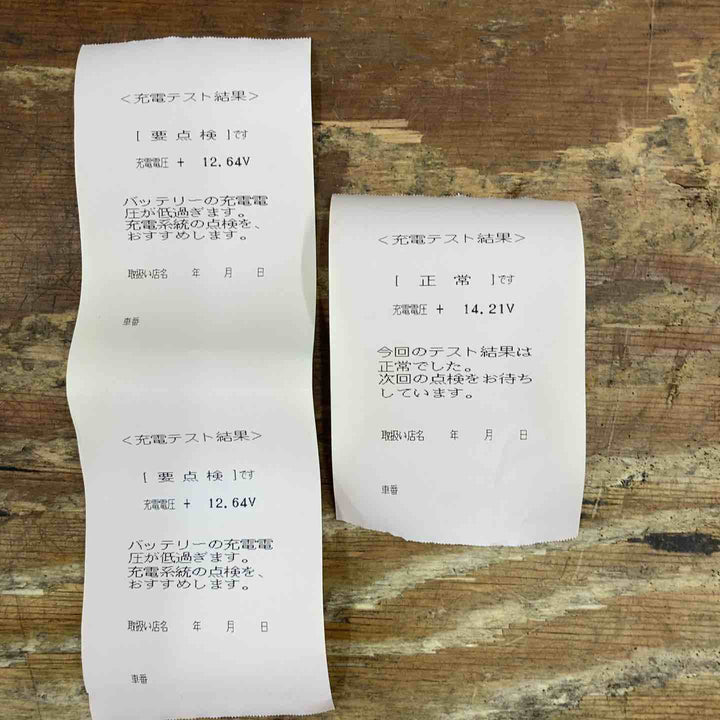 <充電テスト結果>
[ 要 点 検 ]です
充電電圧 + 12.64V
バッテリーの充電電
圧が低過ぎます。
充電系統の点検を、
おすすめします。
取扱い店名 年 月 日
車番
<充電テスト結果>
[ 要 点 検 ]です
充電電圧 + 12.64V
バッテリーの充電電
圧が低過ぎます。
充電系統の点検を、
おすすめします。
取扱い店名 年 月 日
車番
<充電テスト結果>
[ 正 常 ]です
充電電圧 + 14.21V
今回のテスト結果は
正常でした。
次回の点検をお待ち
しています。
取扱い店名 年 月 日
車番